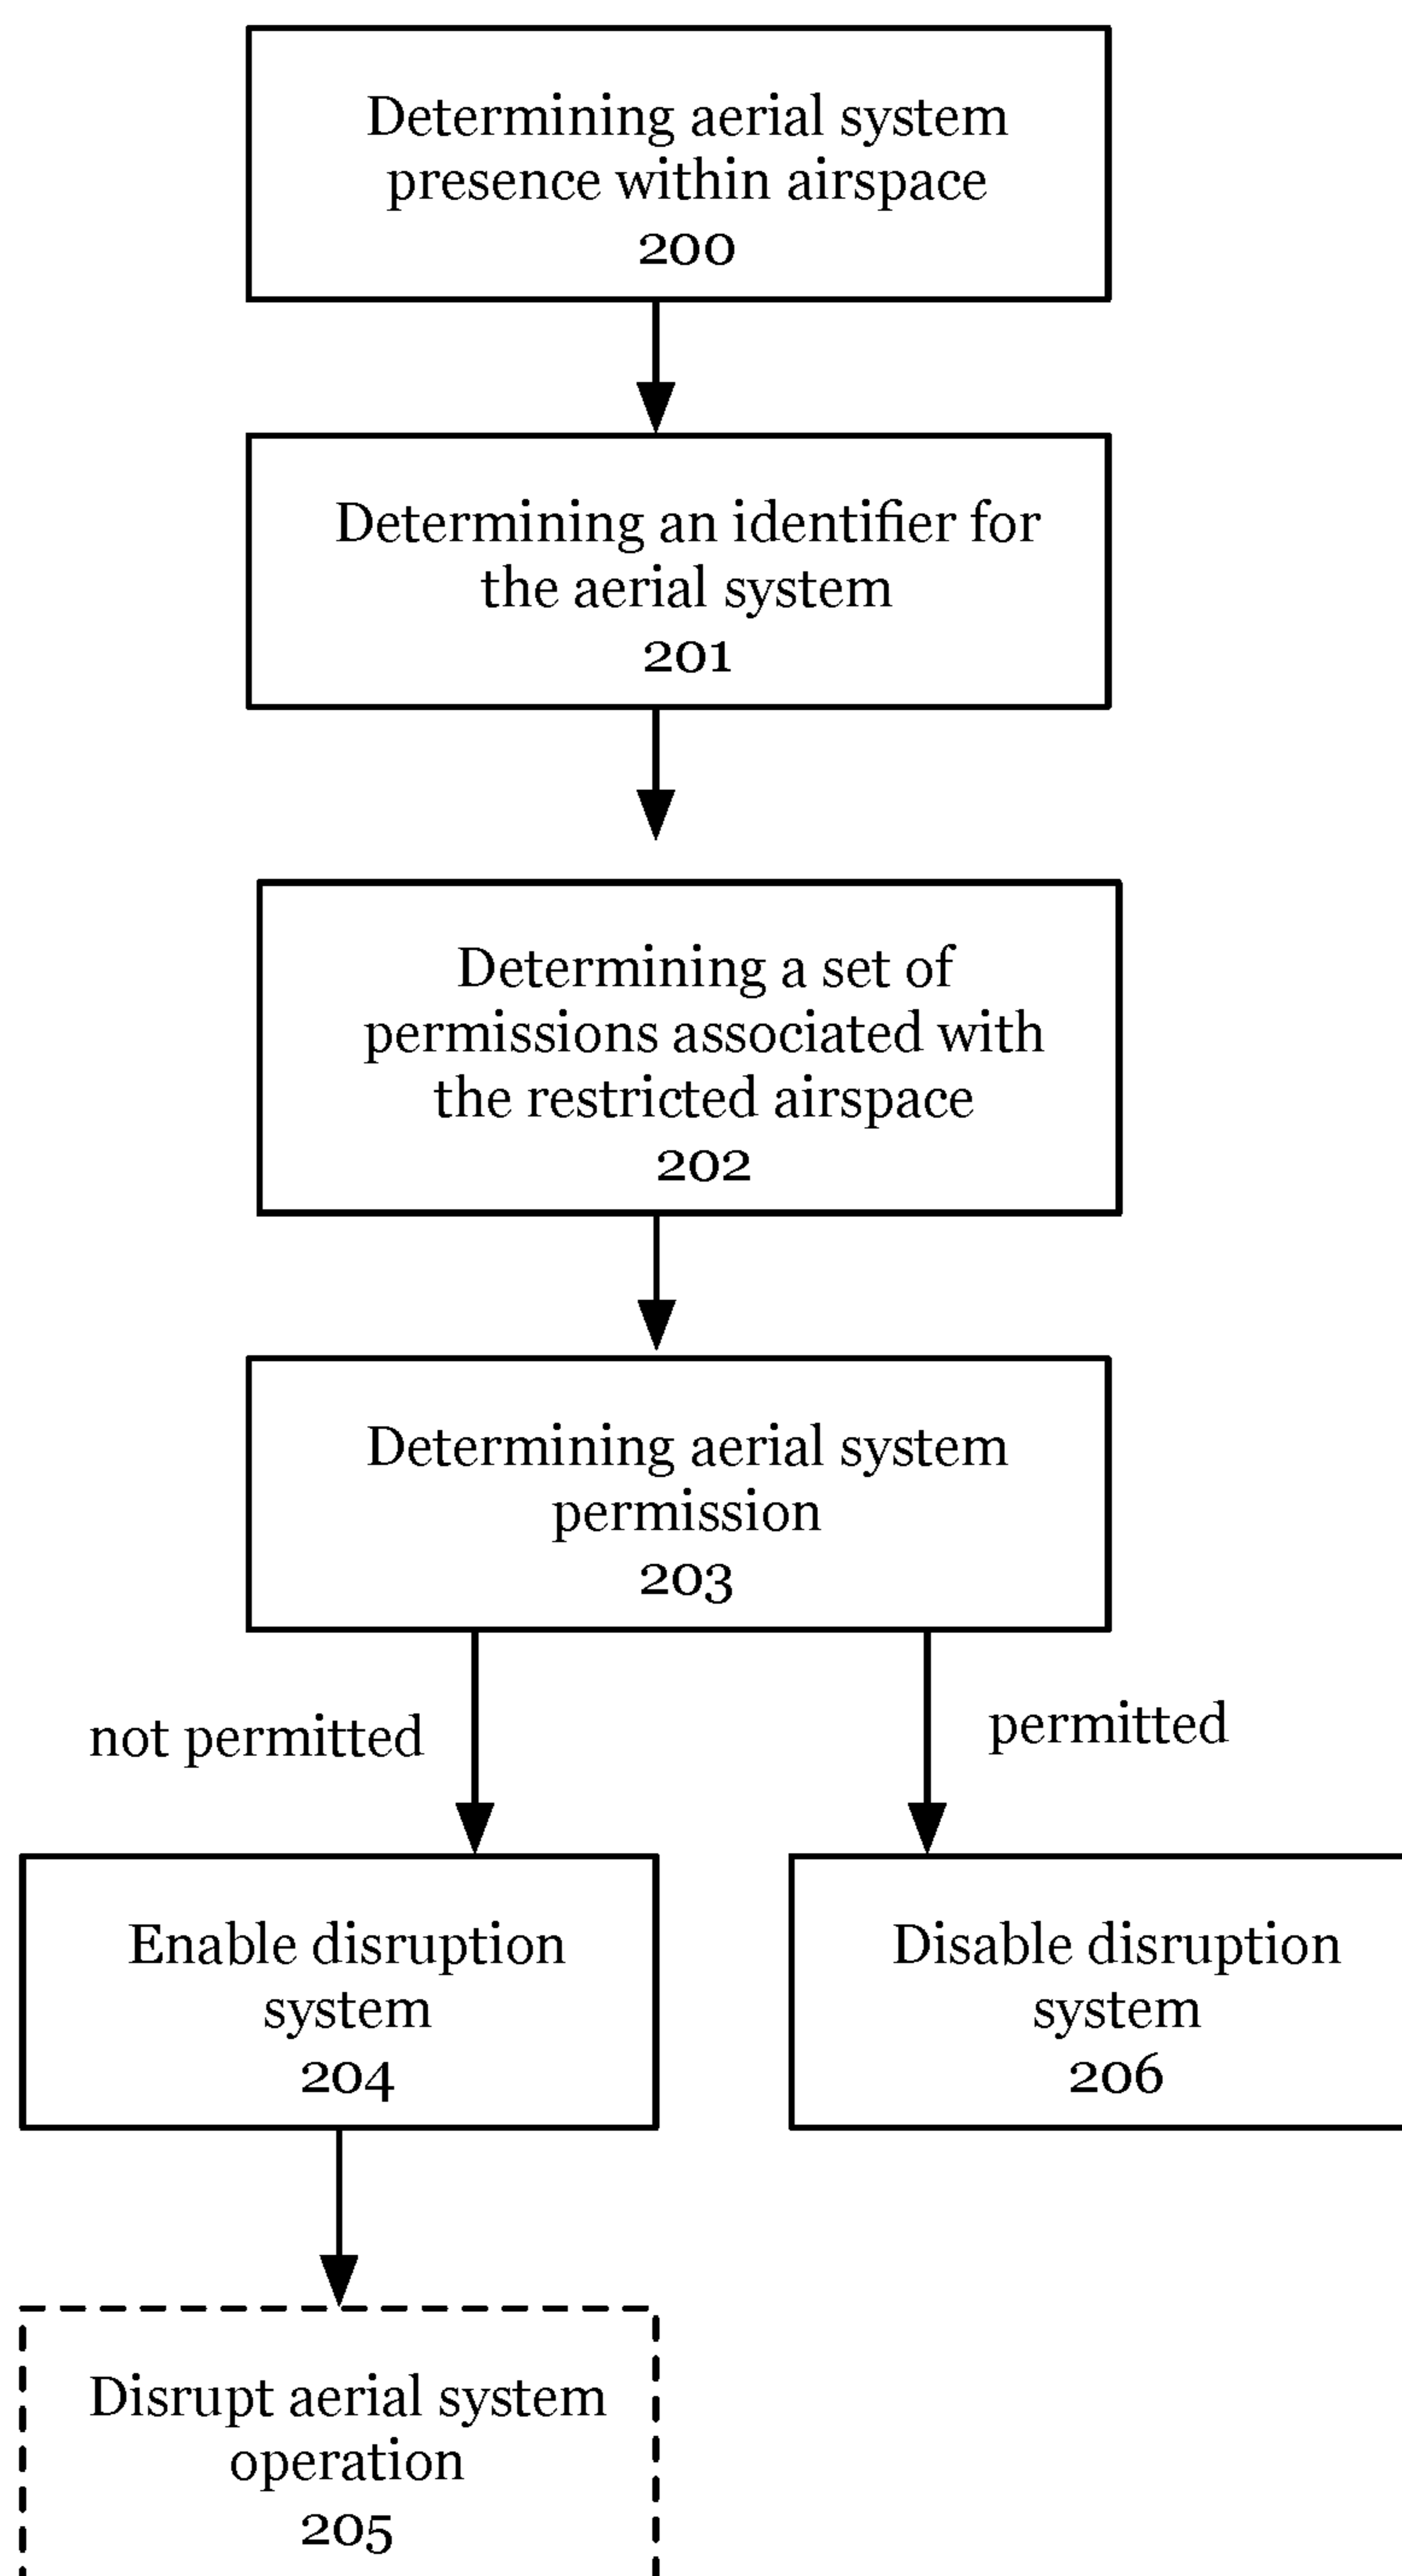 Determining aerial system
presence within airspace
200
Determining an identifier for
the aerial system
201
Determining a set of
permissions associated with
the restricted airspace
202
Determining aerial system
permission
203
not permitted
permitted
Enable disruption
system
204
Disable disruption
system
206
Disrupt aerial system
operation
205